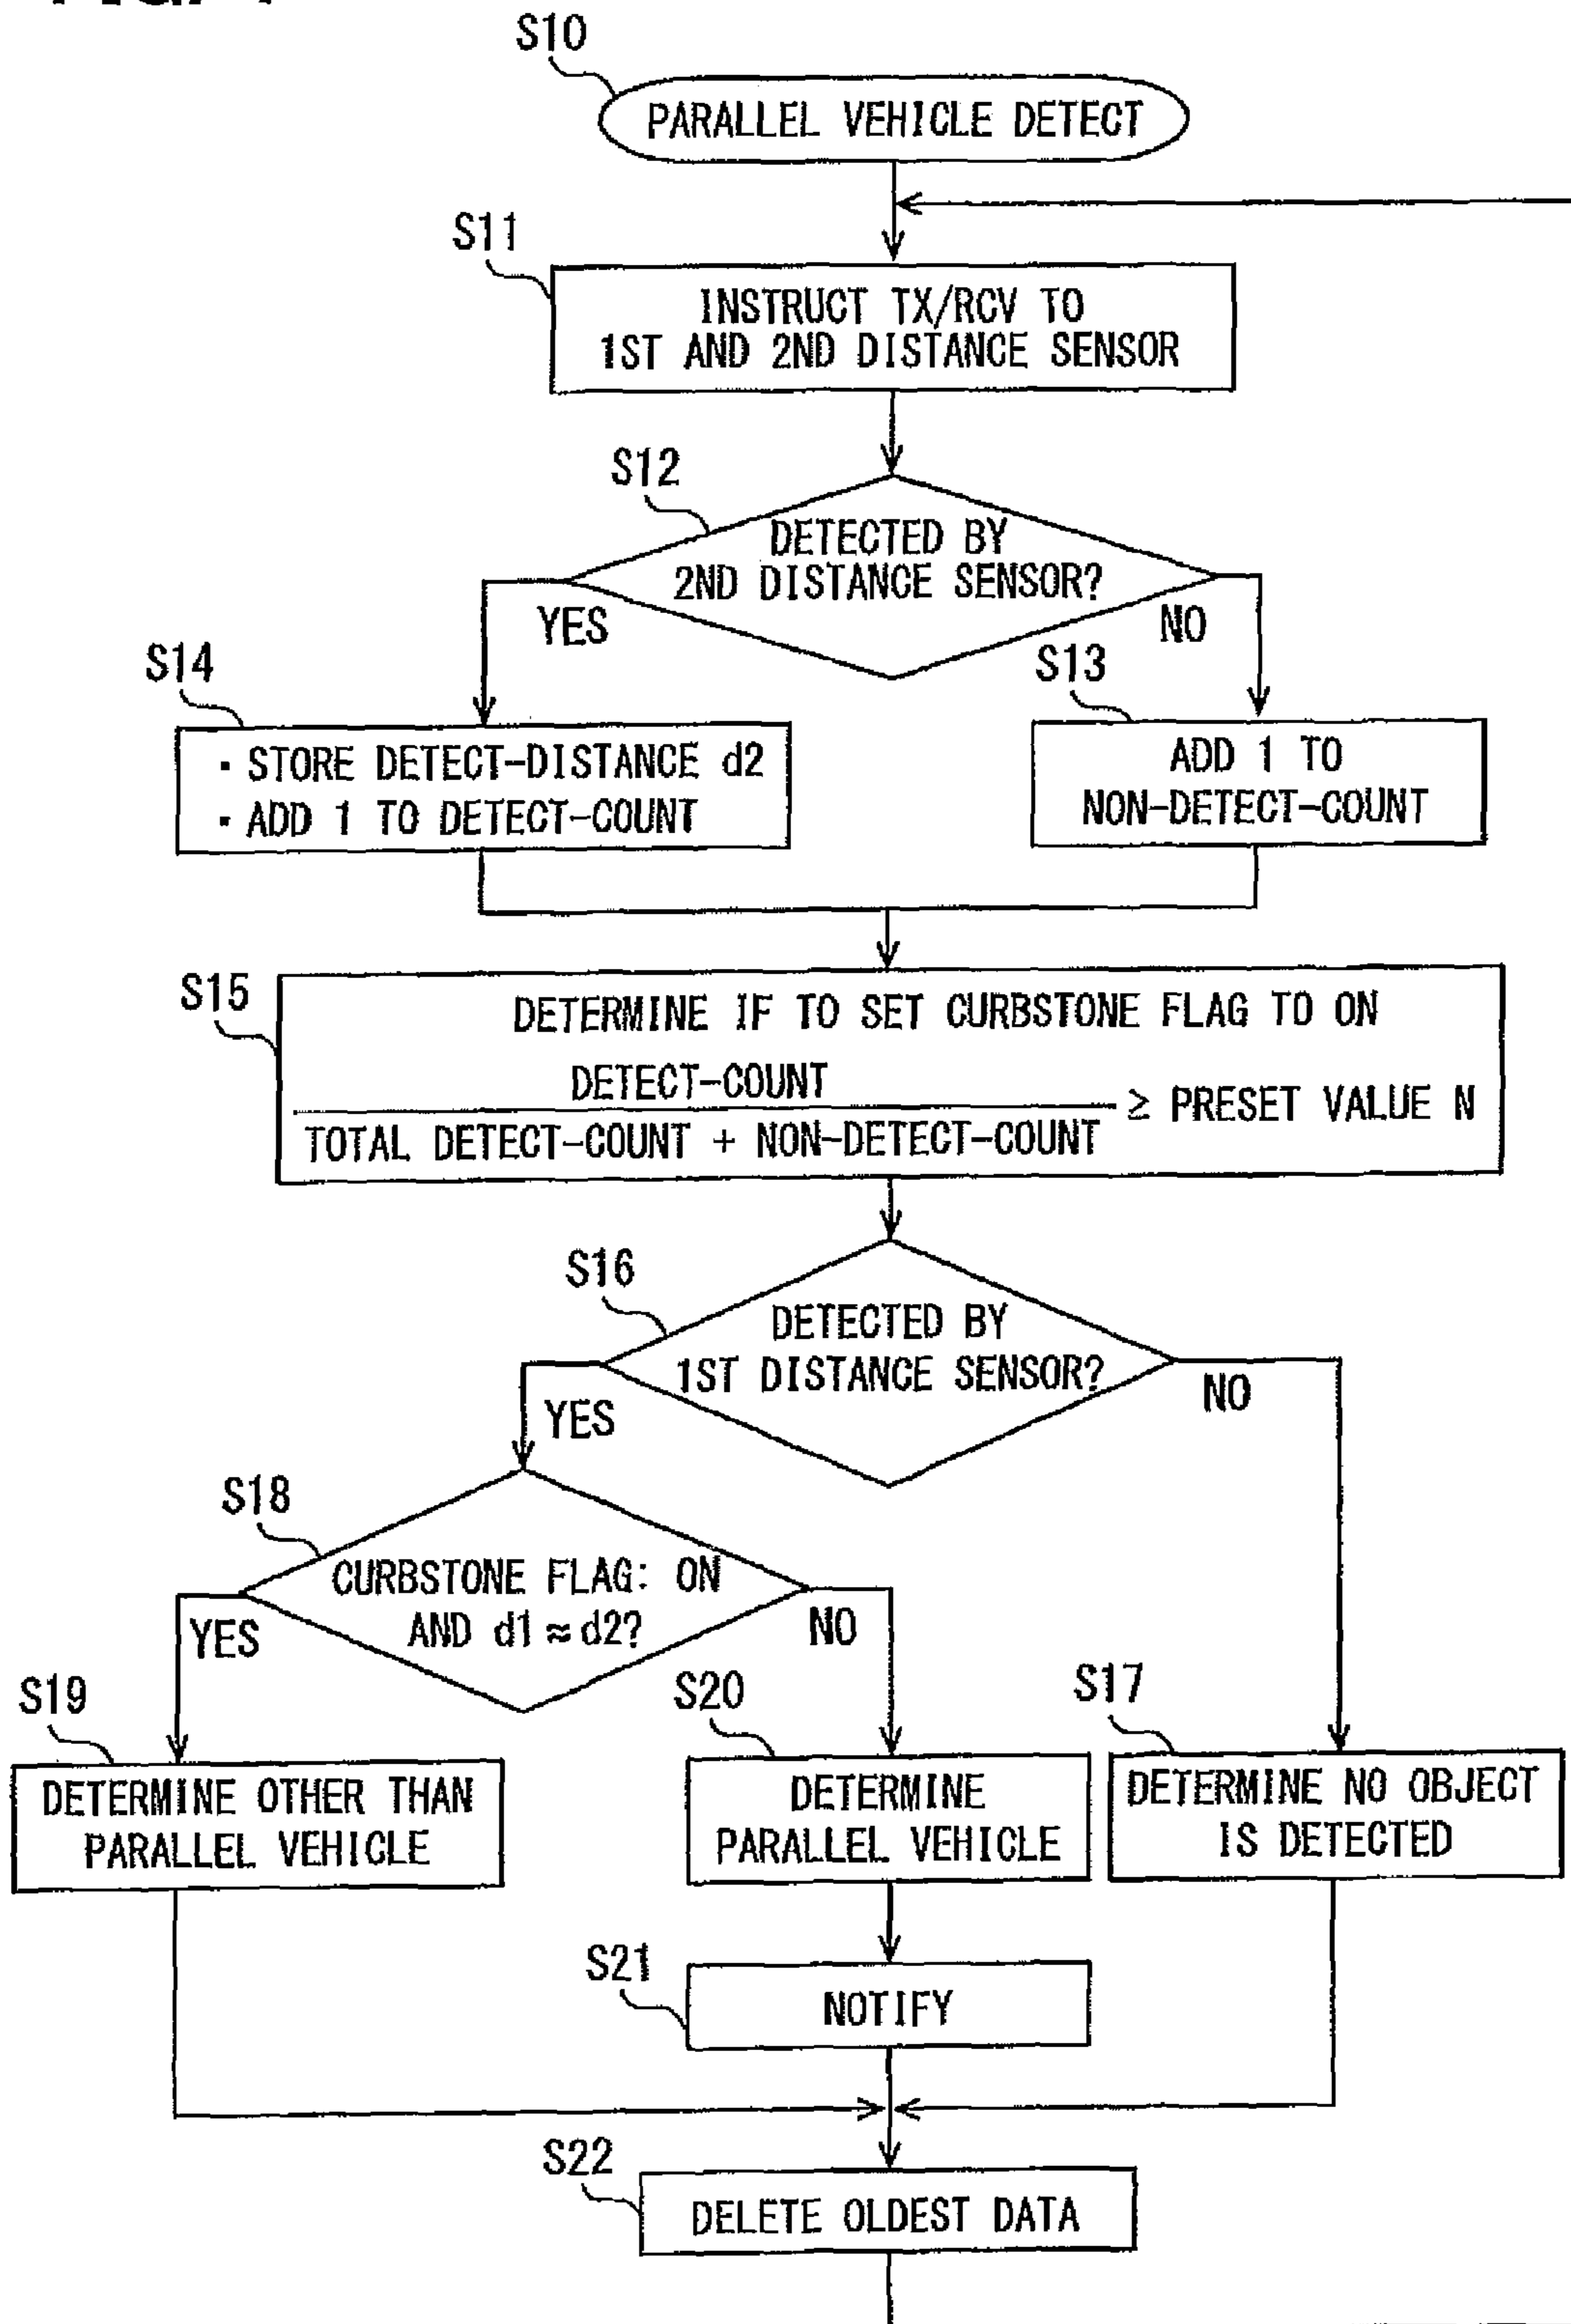 S10
PARALLEL VEHICLE DETECT
S11
INSTRUCT TX/RCV TO
1ST AND 2ND DISTANCE SENSOR
S12
DETECTED BY
2ND DISTANCE SENSOR?
YES
NO
S14
・STORE DETECT-DISTANCE d2
・ADD 1 TO DETECT-COUNT
S13
ADD 1 TO
NON-DETECT-COUNT
S15
DETERMINE IF TO SET CURBSTONE FLAG TO ON
DETECT-COUNT
TOTAL DETECT-COUNT + NON-DETECT-COUNT
≥ PRESET VALUE N
S16
DETECTED BY
1ST DISTANCE SENSOR?
YES
NO
S18
CURBSTONE FLAG: ON
AND d1 ≈ d2?
YES
NO
S19
DETERMINE OTHER THAN
PARALLEL VEHICLE
S20
DETERMINE
PARALLEL VEHICLE
S17
DETERMINE NO OBJECT
IS DETECTED
S21
NOTIFY
S22
DELETE OLDEST DATA